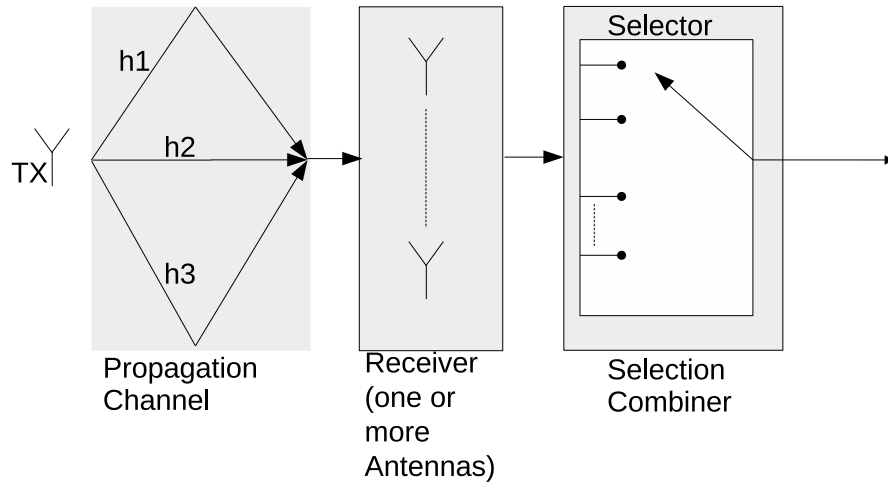 Selector
h1
h2
TX
h3
Propagation
Channel
Receiver
(one or
more
Antennas)
Selection
Combiner